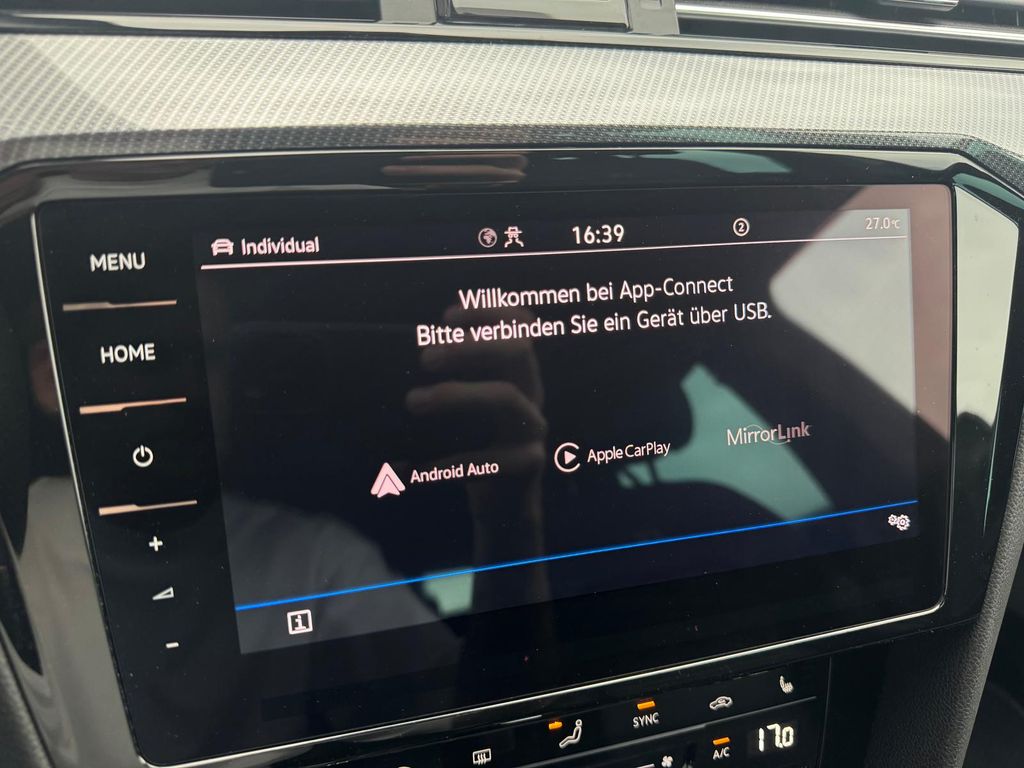 Individual
16:39
2
27.0°C
MENU
HOME
Willkommen bei App-Connect
Bitte verbinden Sie ein Gerät über USB.
Android Auto
Apple CarPlay
MirrorLink
+
-
i
SYNC
A/C
17.0